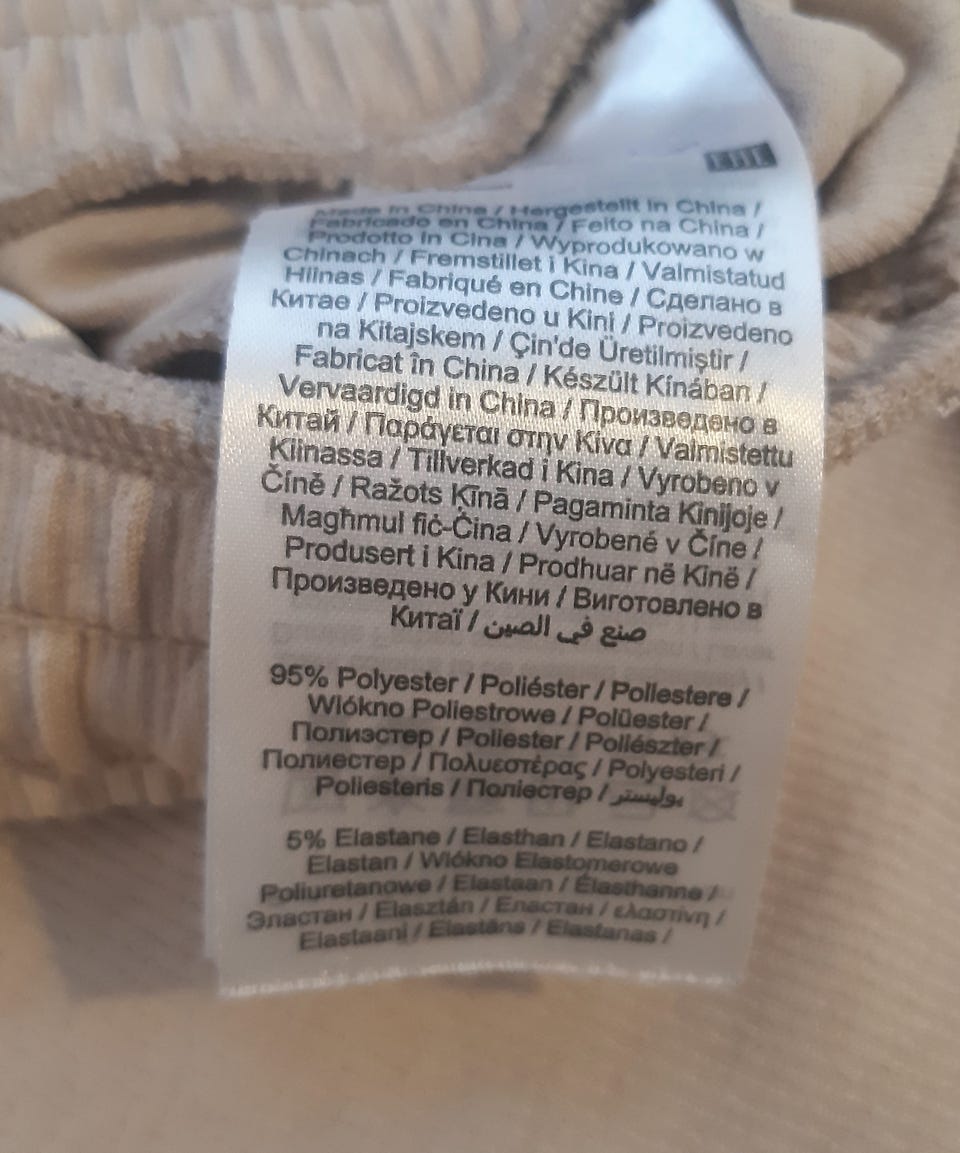 EAC
Made in China / Hergestellt in China /
Fabricado en China / Feito na China /
Prodotto in Cina / Wyprodukowano w
Chinach / Fremstillet i Kina / Valmistatud
Hiinas / Fabriqué en Chine / Сделано в
Китае / Proizvedeno u Kini / Proizvedeno
na Kitajskem / Çin'de Üretilmiştir /
Fabricat în China / Készült Kínában /
Vervaardigd in China / Произведено в
Китай / Παράγεται στην Κίνα / Valmistettu
Kiinassa / Tillverkad i Kina / Vyrobeno v
Číně / Ražots Ķīnā / Pagaminta Kinijoje /
Magħmul fiċ-Ċina / Vyrobené v Číne /
Produsert i Kina / Prodhuar në Kinë /
Произведено у Кини / Виготовлено в
Китаї / صنع في الصين
95% Polyester / Poliéster / Poliestere /
Wlókno Poliestrowe / Polüester /
Полиэстер / Poliester / Poliészter /
Полиестер / Πολυεστέρας / Polyesteri /
Poliesteris / Поліестер / بوليستر
5% Elastane / Elasthan / Elastano /
Elastan / Wlókno Elastomerowe
Poliuretanowe / Elastaan / Élasthanne /
Эластан / Elasztán / Еластан / ελαστίνη /
Elastaani / Elastāns / Elastanas /